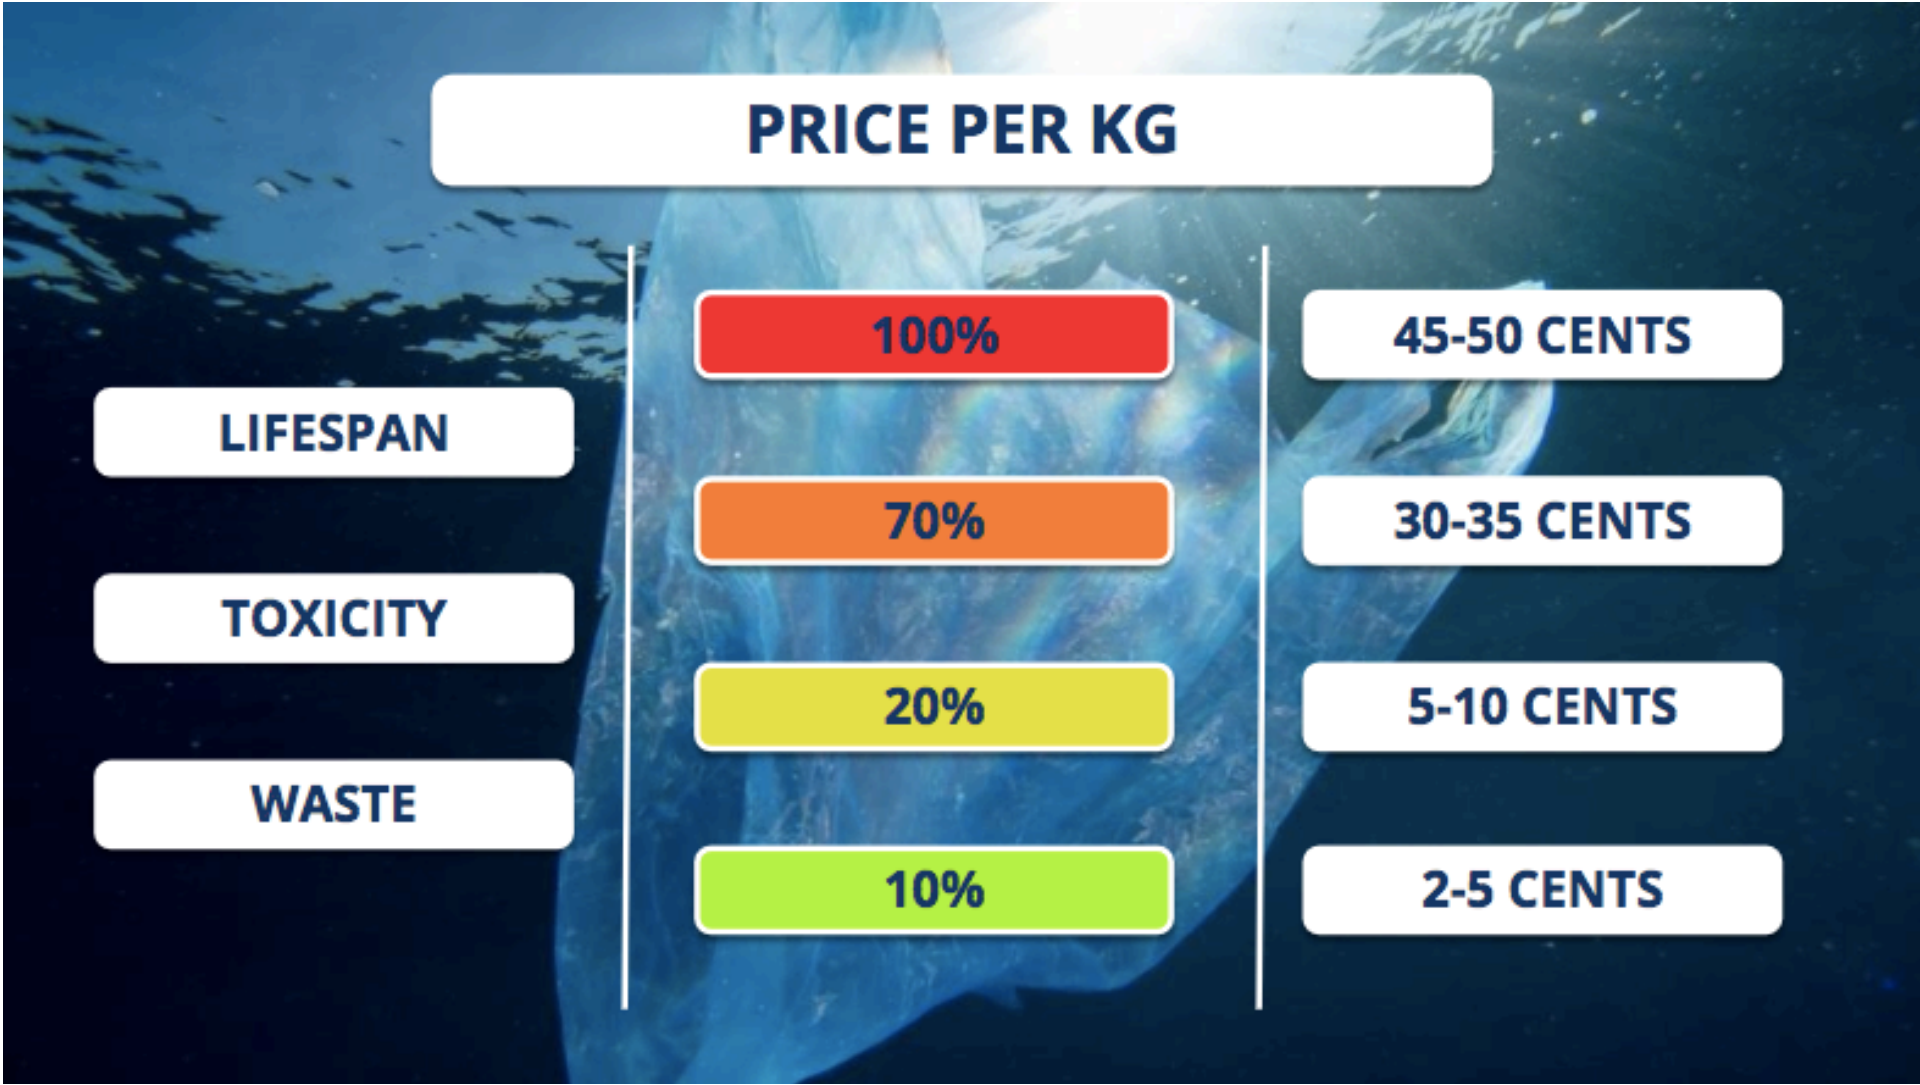 PRICE PER KG
LIFESPAN
TOXICITY
WASTE
100%
70%
20%
10%
45-50 CENTS
30-35 CENTS
5-10 CENTS
2-5 CENTS